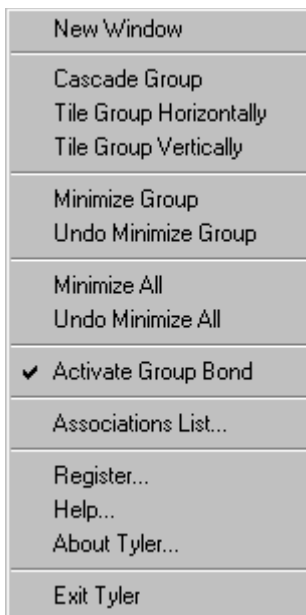 New Window
Cascade Group
Tile Group Horizontally
Tile Group Vertically
Minimize Group
Undo Minimize Group
Minimize All
Undo Minimize All
Activate Group Bond
Associations List...
Register...
Help...
About Tyler...
Exit Tyler